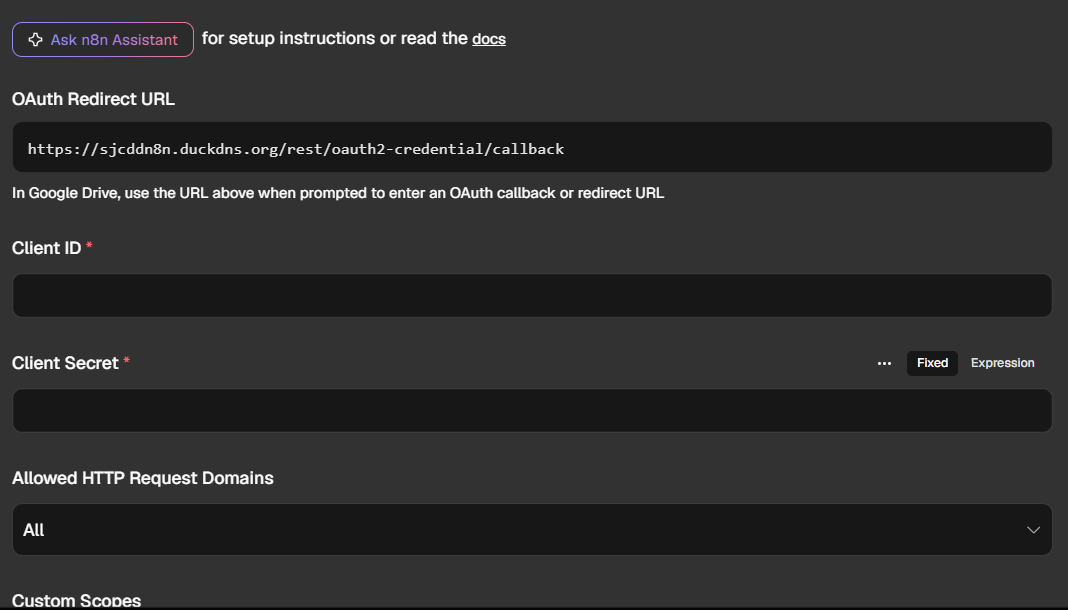 Ask n8n Assistant for setup instructions or read the docs
OAuth Redirect URL
https://sjcddn8n.duckdns.org/rest/oauth2-credential/callback
In Google Drive, use the URL above when prompted to enter an OAuth callback or redirect URL
Client ID *
Client Secret * ... Fixed Expression
Allowed HTTP Request Domains
All
Custom Scopes